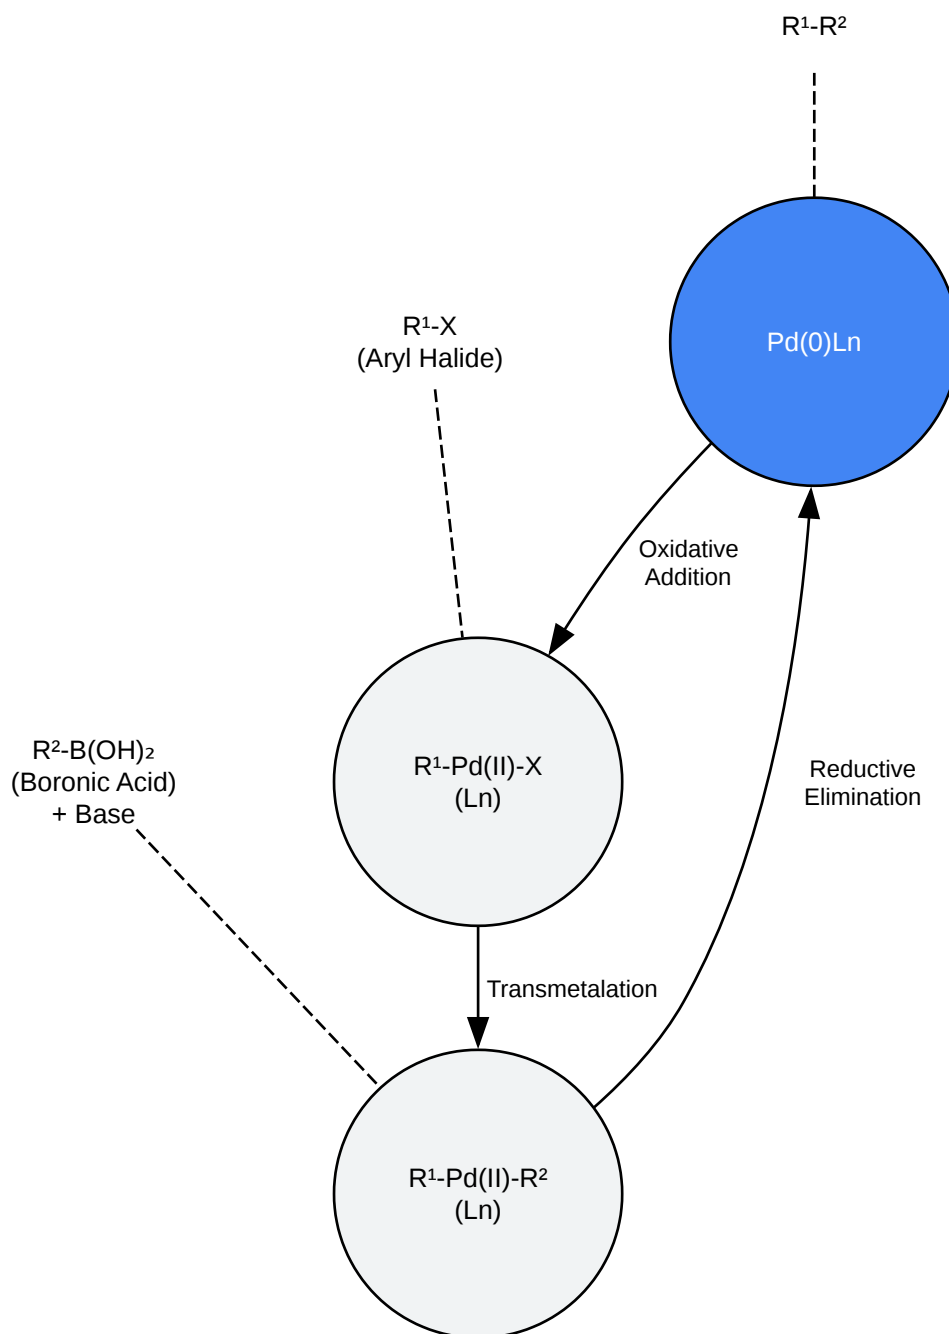 R¹-R²
R¹-X
(Aryl Halide)
Pd(0)Ln
Oxidative
Addition
R²-B(OH)₂
(Boronic Acid)
+ Base
R¹-Pd(II)-X
(Ln)
Reductive
Elimination
Transmetalation
R¹-Pd(II)-R²
(Ln)